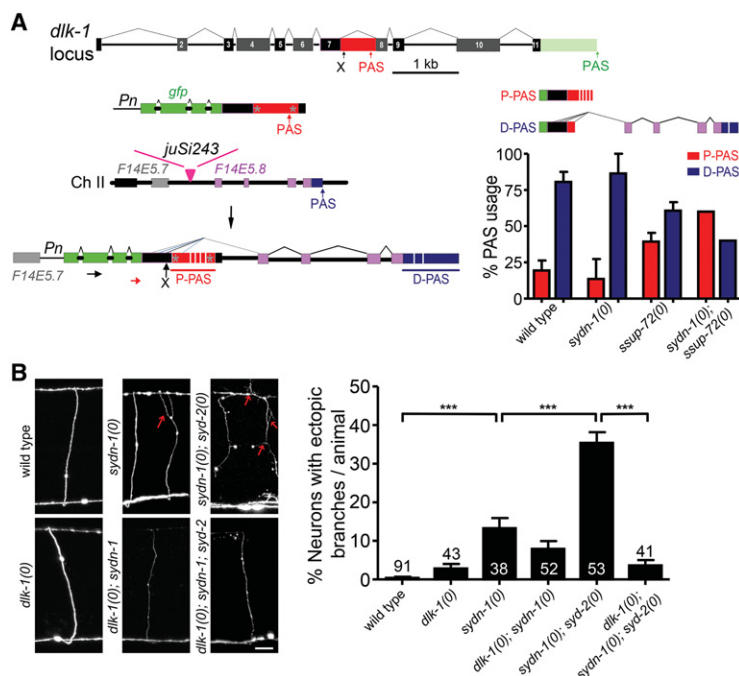 A
dlk-1
locus
2 3 4 5 6 7 8 9 10 11
X PAS 1 kb PAS
Pn gfp
PAS
juSi243
F14E5.7 F14E5.8
Ch II
PAS
Pn
F14E5.7 X P-PAS D-PAS
P-PAS
D-PAS
P-PAS
D-PAS
% PAS usage
100
75
50
25
0
wild type
sydn-1(0)
ssup-72(0)
sydn-1(0);
ssup-72(0)
B
wild type
sydn-1(0)
sydn-1(0); syd-2(0)
dlk-1(0)
dlk-1(0); sydn-1
dlk-1(0); sydn-1; syd-2
% Neurons with ectopic
branches / animal
50
40
30
20
10
0
*** *** ***
91 43 38 52 53 41
wild type
dlk-1(0)
sydn-1(0)
dlk-1(0); sydn-1(0)
sydn-1(0); syd-2(0)
dlk-1(0);
sydn-1(0); syd-2(0)